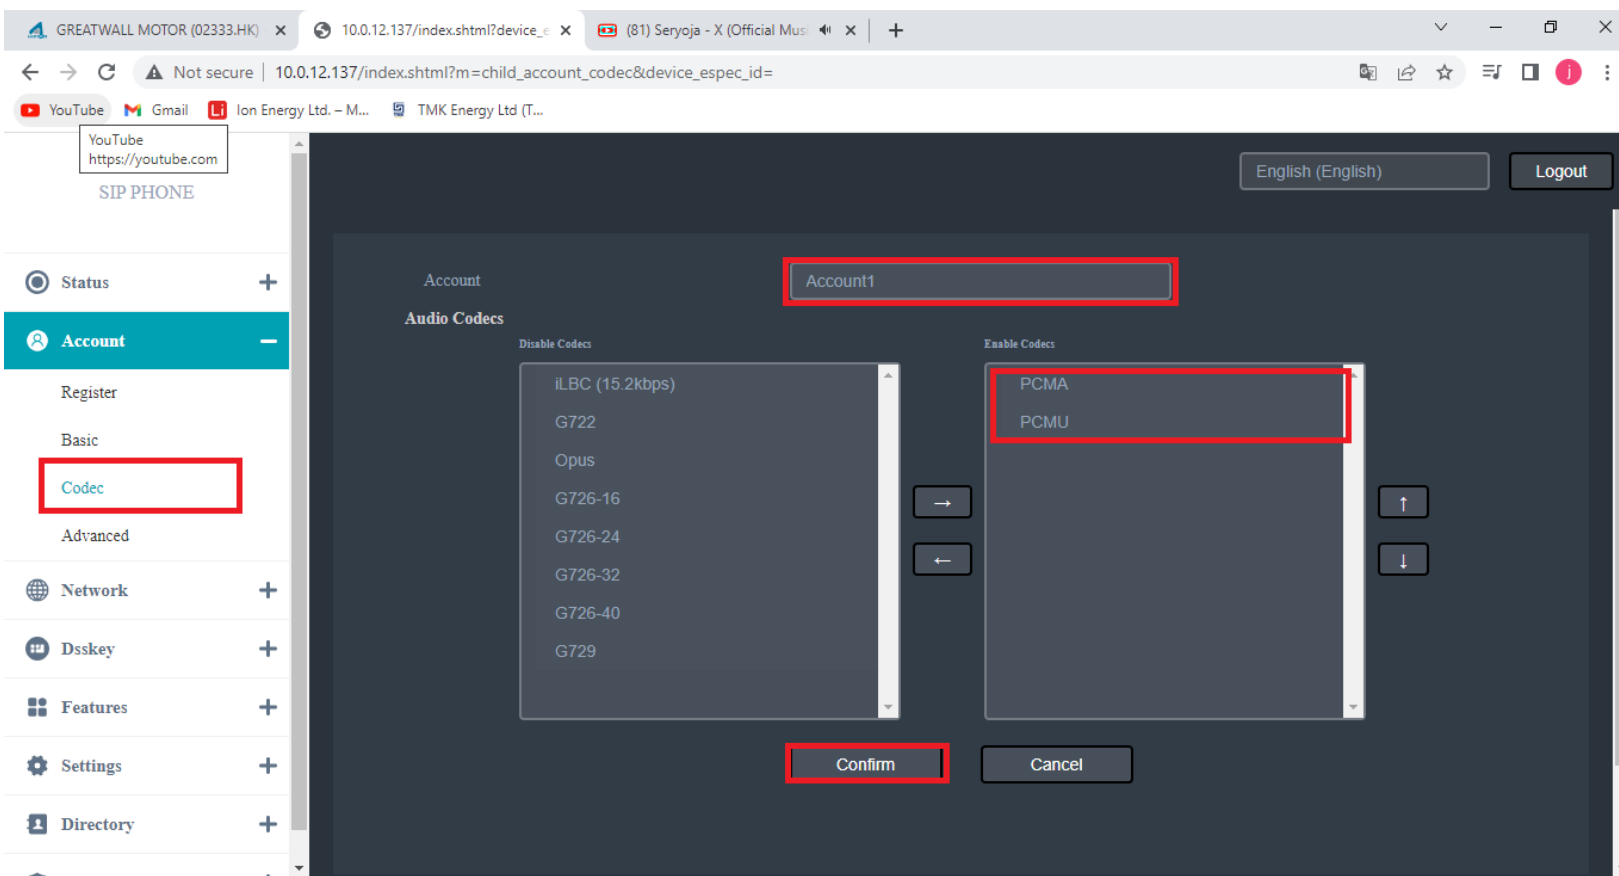 GREATWALL MOTOR (02333.HK)
10.0.12.137/index.shtml?device_e
(81) Seryoja - X (Official Musi
Not secure
10.0.12.137/index.shtml?m=child_account_codec&device_espec_id=
j
YouTube
Gmail
Li
Ion Energy Ltd. – M...
TMK Energy Ltd (T...
YouTube
https://youtube.com
SIP PHONE
English (English)
Logout
Status
Account
Register
Basic
Codec
Advanced
Network
Dsskey
Features
Settings
Directory
Account
Account1
Audio Codecs
Disable Codecs
Enable Codecs
iLBC (15.2kbps)
G722
Opus
G726-16
G726-24
G726-32
G726-40
G729
→
←
PCMA
PCMU
↑
↓
Confirm
Cancel